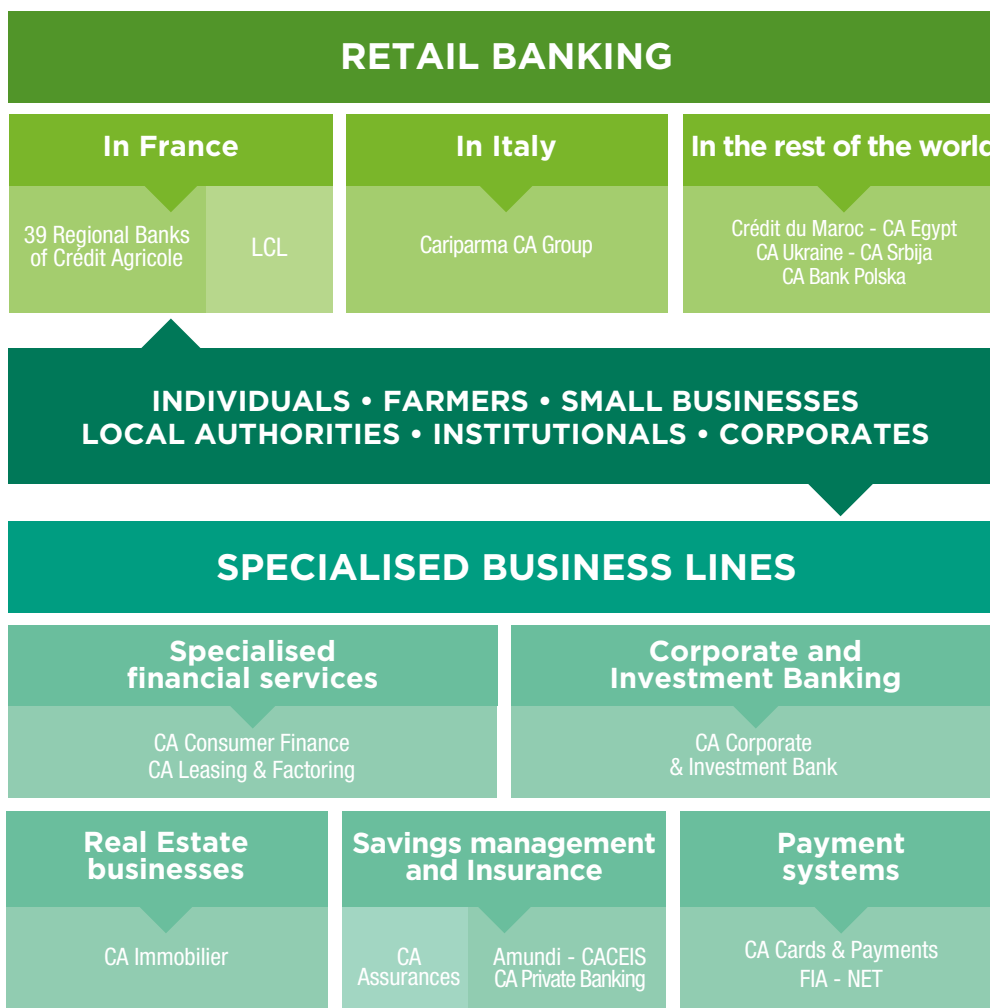 RETAIL BANKING
In France
39 Regional Banks
of Crédit Agricole
LCL
In Italy
Cariparma CA Group
In the rest of the world
Crédit du Maroc - CA Egypt
CA Ukraine - CA Srbija
CA Bank Polska
INDIVIDUALS • FARMERS • SMALL BUSINESSES
LOCAL AUTHORITIES • INSTITUTIONALS • CORPORATES
SPECIALISED BUSINESS LINES
Specialised
financial services
CA Consumer Finance
CA Leasing & Factoring
Corporate and
Investment Banking
CA Corporate
& Investment Bank
Real Estate
businesses
CA Immobilier
Savings management
and Insurance
CA
Assurances
Amundi - CACEIS
CA Private Banking
Payment
systems
CA Cards & Payments
FIA - NET